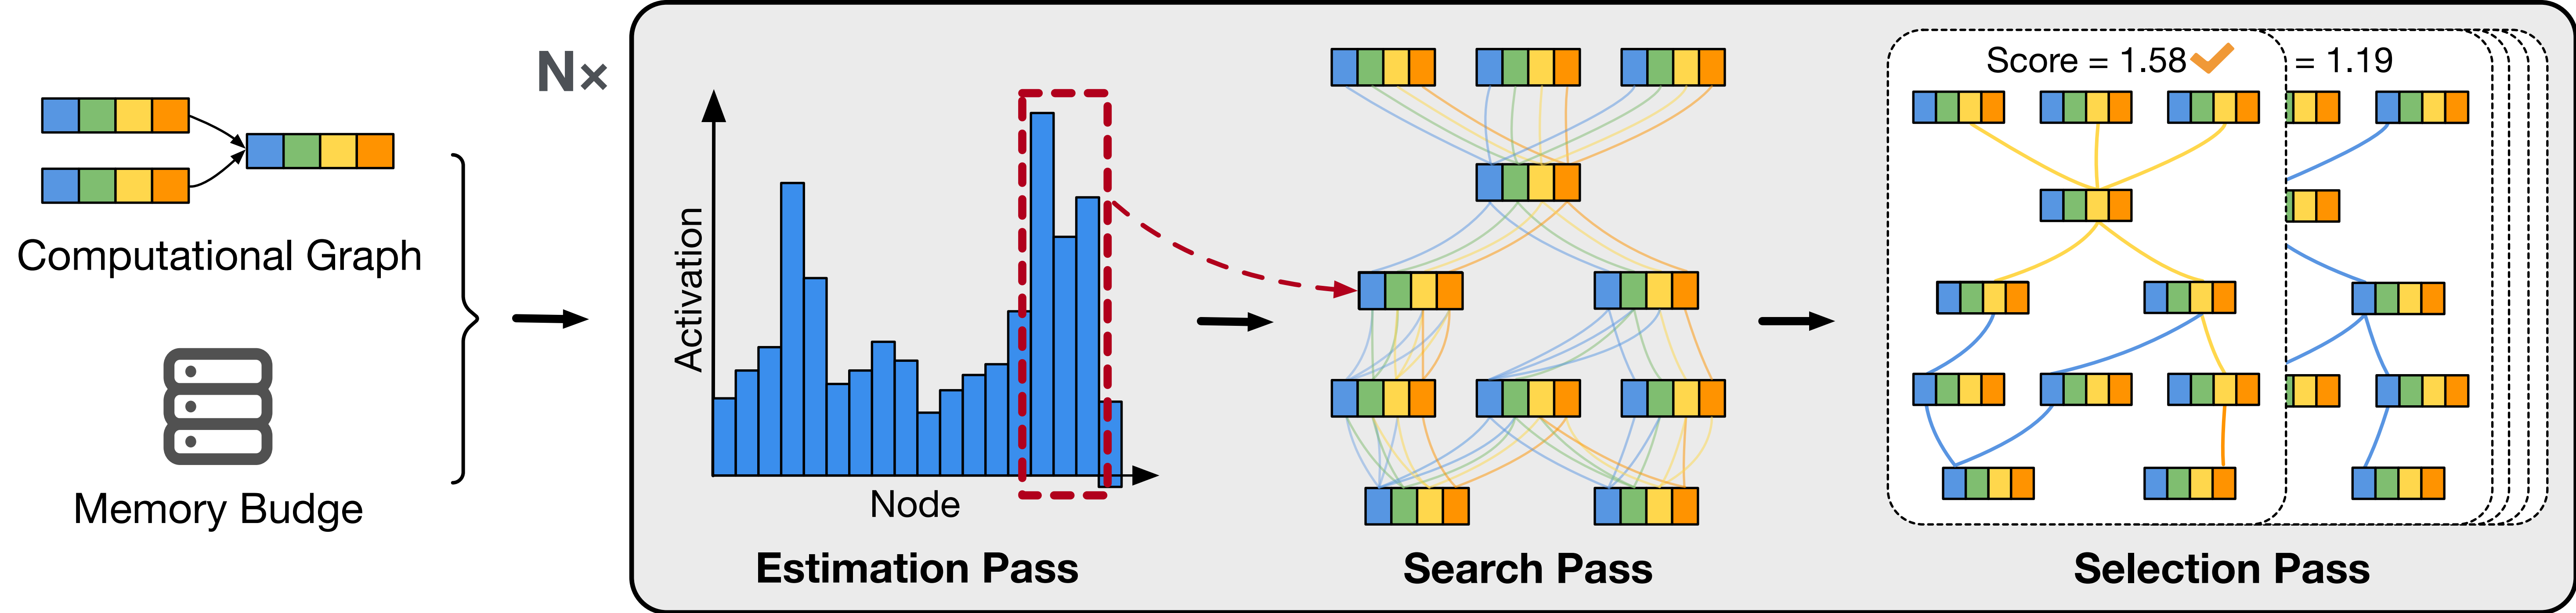 Computational Graph
Memory Budge
N×
Activation
Node
Estimation Pass
Search Pass
Score = 1.58
= 1.19
Selection Pass